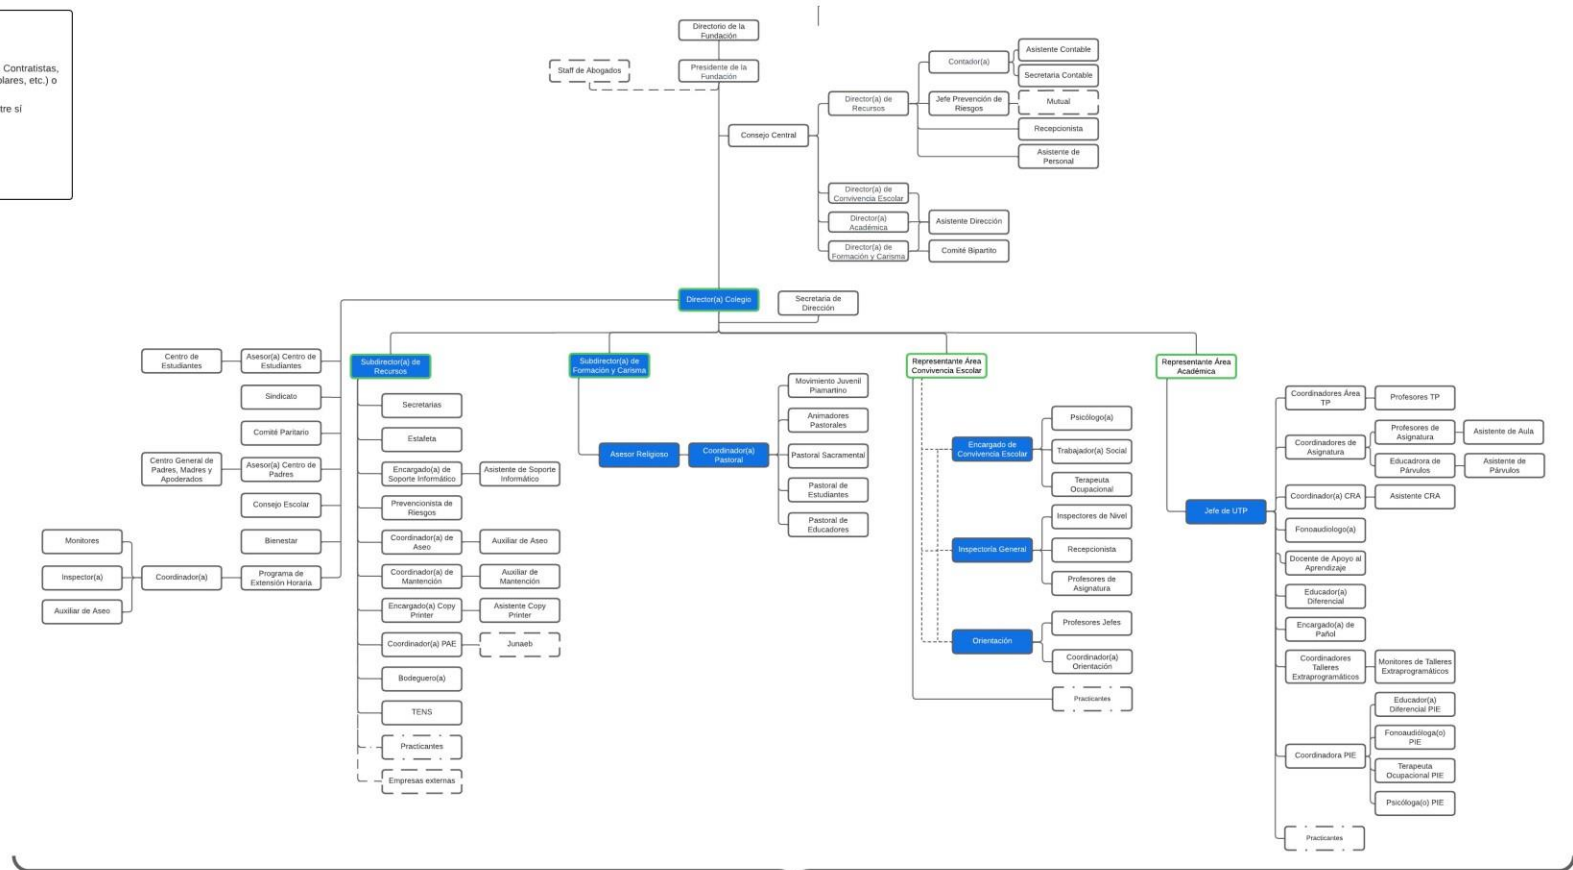 Contratistas,
olares, etc.) o
tre sí
Directorio de la
Fundación
Staff de Abogados
Presidente de la
Fundación
Consejo Central
Director(a) de
Recursos
Contador(a)
Asistente Contable
Secretaria Contable
Jefe Prevención de
Riesgos
Mutual
Recepcionista
Asistente de
Personal
Director(a) de
Convivencia Escolar
Director(a)
Académica
Director(a) de
Formación y Carisma
Asistente Dirección
Comité Bipartito
Director(a) Colegio
Secretaria de
Dirección
Centro de
Estudiantes
Asesor(a) Centro de
Estudiantes
Sindicato
Comité Paritario
Centro General de
Padres, Madres y
Apoderados
Asesor(a) Centro de
Padres
Consejo Escolar
Bienestar
Monitores
Inspector(a)
Auxiliar de Aseo
Coordinador(a)
Programa de
Extensión Horaria
Subdirector(a) de
Recursos
Secretarias
Estafeta
Encargado(a) de
Soporte Informático
Asistente de Soporte
Informático
Prevencionista de
Riesgos
Coordinador(a) de
Aseo
Auxiliar de Aseo
Coordinador(a) de
Mantención
Auxiliar de
Mantención
Encargado(a) Copy
Printer
Asistente Copy
Printer
Coordinador(a) PAE
Junaeb
Bodeguero(a)
TENS
Practicantes
Empresas externas
Subdirector(a) de
Formación y Carisma
Asesor Religioso
Coordinador(a)
Pastoral
Movimiento Juvenil
Piamartino
Animadores
Pastorales
Pastoral Sacramental
Pastoral de
Estudiantes
Pastoral de
Educadores
Representante Área
Convivencia Escolar
Encargado de
Convivencia Escolar
Psicólogo(a)
Trabajador(a) Social
Terapeuta
Ocupacional
Inspectoría General
Inspectores de Nivel
Recepcionista
Profesores de
Asignatura
Orientación
Profesores Jefes
Coordinador(a)
Orientación
Practicantes
Representante Área
Académica
Jefe de UTP
Coordinadores Área
TP
Profesores TP
Coordinadores de
Asignatura
Profesores de
Asignatura
Asistente de Aula
Educadrora de
Párvulos
Asistente de
Párvulos
Coordinador(a) CRA
Asistente CRA
Fonoaudiologo(a)
Docente de Apoyo al
Aprendizaje
Educador(a)
Diferencial
Encargado(a) de
Pañol
Coordinadores
Talleres
Extraprogramáticos
Monitores de Talleres
Extraprogramáticos
Coordinadora PIE
Educador(a)
Diferencial PIE
Fonoaudióloga(o)
PIE
Terapeuta
Ocupacional PIE
Psicóloga(o) PIE
Practicantes